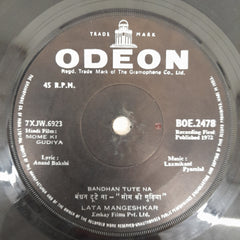 TRADE MARK
ODEON
Regd. Trade Mark of The Gramophone Co., Ltd.
45 R.P.M.
7XJW.6923
BOE.2478
Hindi Film:
MOME KI
GUDIYA
Recording First
Published 1972
Lyric:
Anand Bakshi
Music:
Laxmikant
Pyarelal
BANDHAN TUTE NA
बंधन टूटे ना - "मोम की गुड़िया"
LATA MANGESHKAR
Emkay Films Pvt. Ltd.